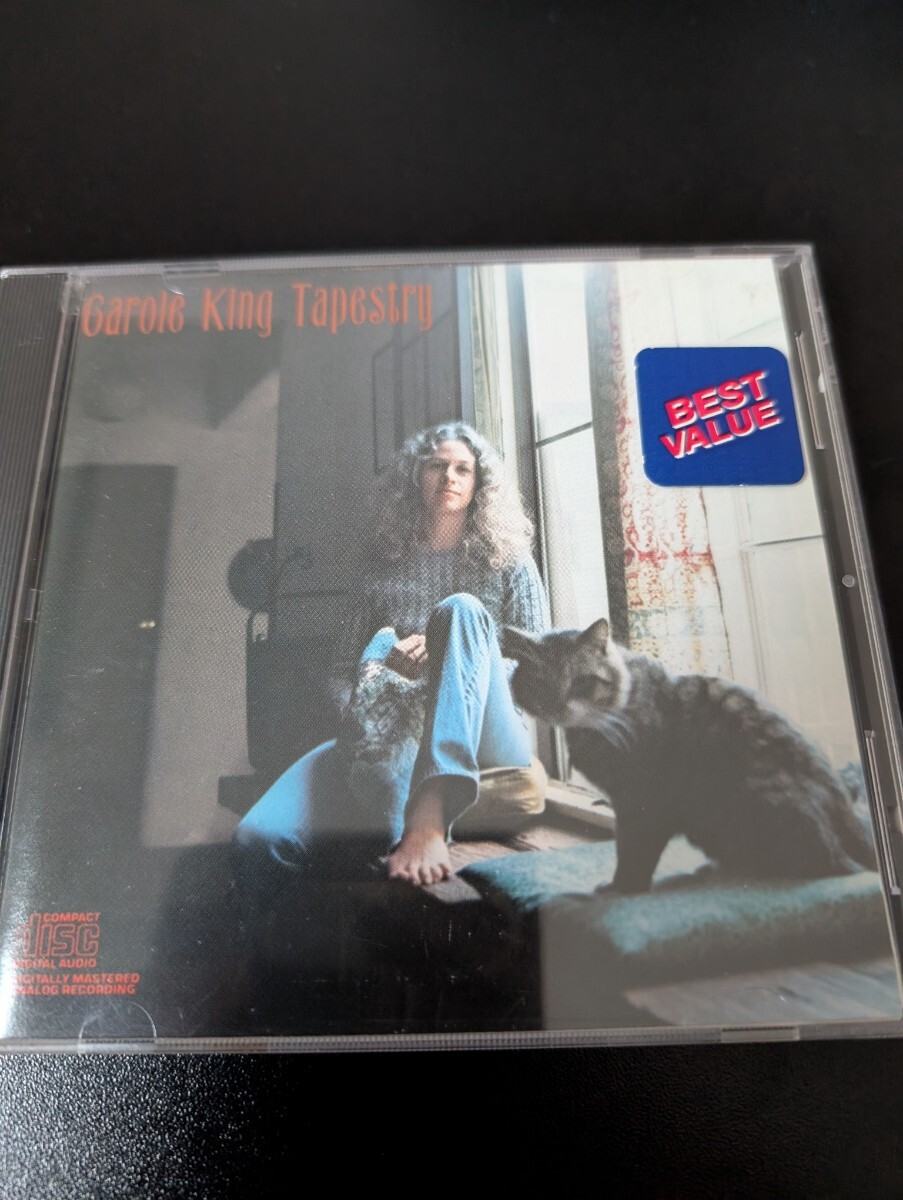 Carole King Tapestry
BEST
VALUE
COMPACT
disc
DIGITAL AUDIO
DIGITALLY MASTERED
ANALOG RECORDING